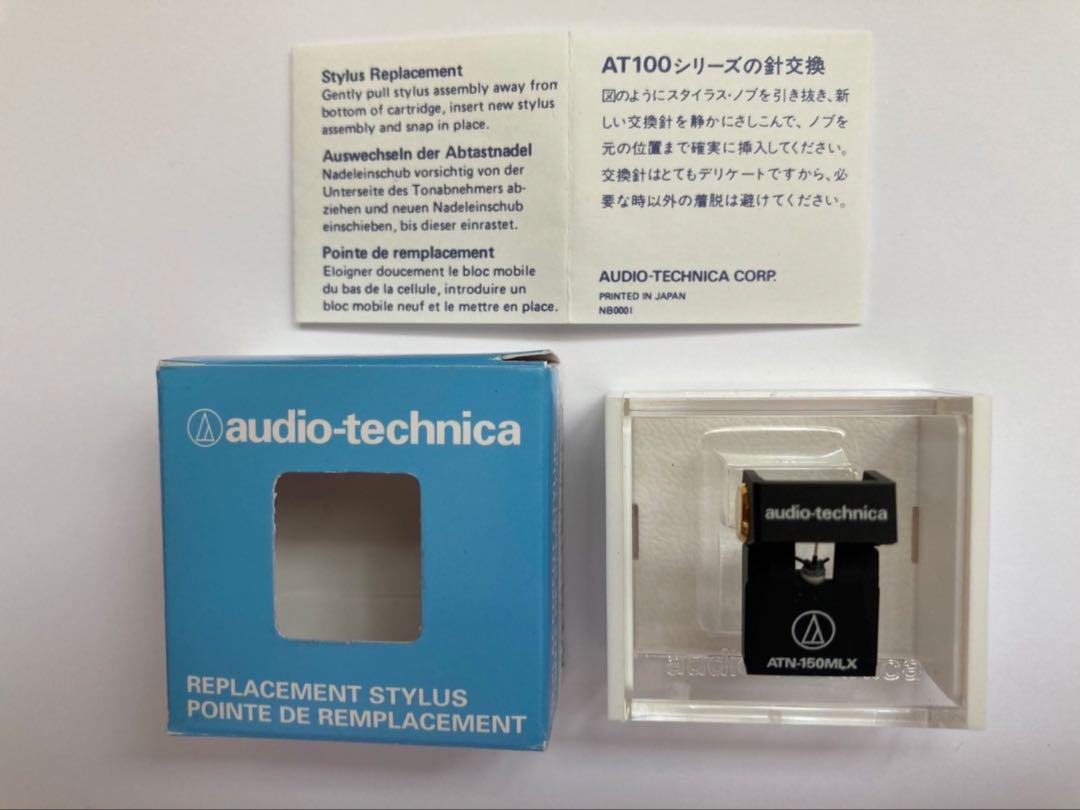 Stylus Replacement
Gently pull stylus assembly away from
bottom of cartridge, insert new stylus
assembly and snap in place.
Auswechseln der Abtastnadel
Nadeleinschub vorsichtig von der
Unterseite des Tonabnehmers ab-
ziehen und neuen Nadeleinschub
einschieben, bis dieser einrastet.
Pointe de remplacement
Eloigner doucement le bloc mobile
du bas de la cellule, introduire un
bloc mobile neuf et le mettre en place.
AT100シリーズの針交換
図のようにスタイラス・ノブを引き抜き、新
しい交換針を静かにさしこんで、ノブを
元の位置まで確実に挿入してください。
交換針はとてもデリケートですから、必
要な時以外の着脱は避けてください。
AUDIO-TECHNICA CORP.
PRINTED IN JAPAN
NB0001
audio-technica
REPLACEMENT STYLUS
POINTE DE REMPLACEMENT
audio-technica
ATN-150MLX